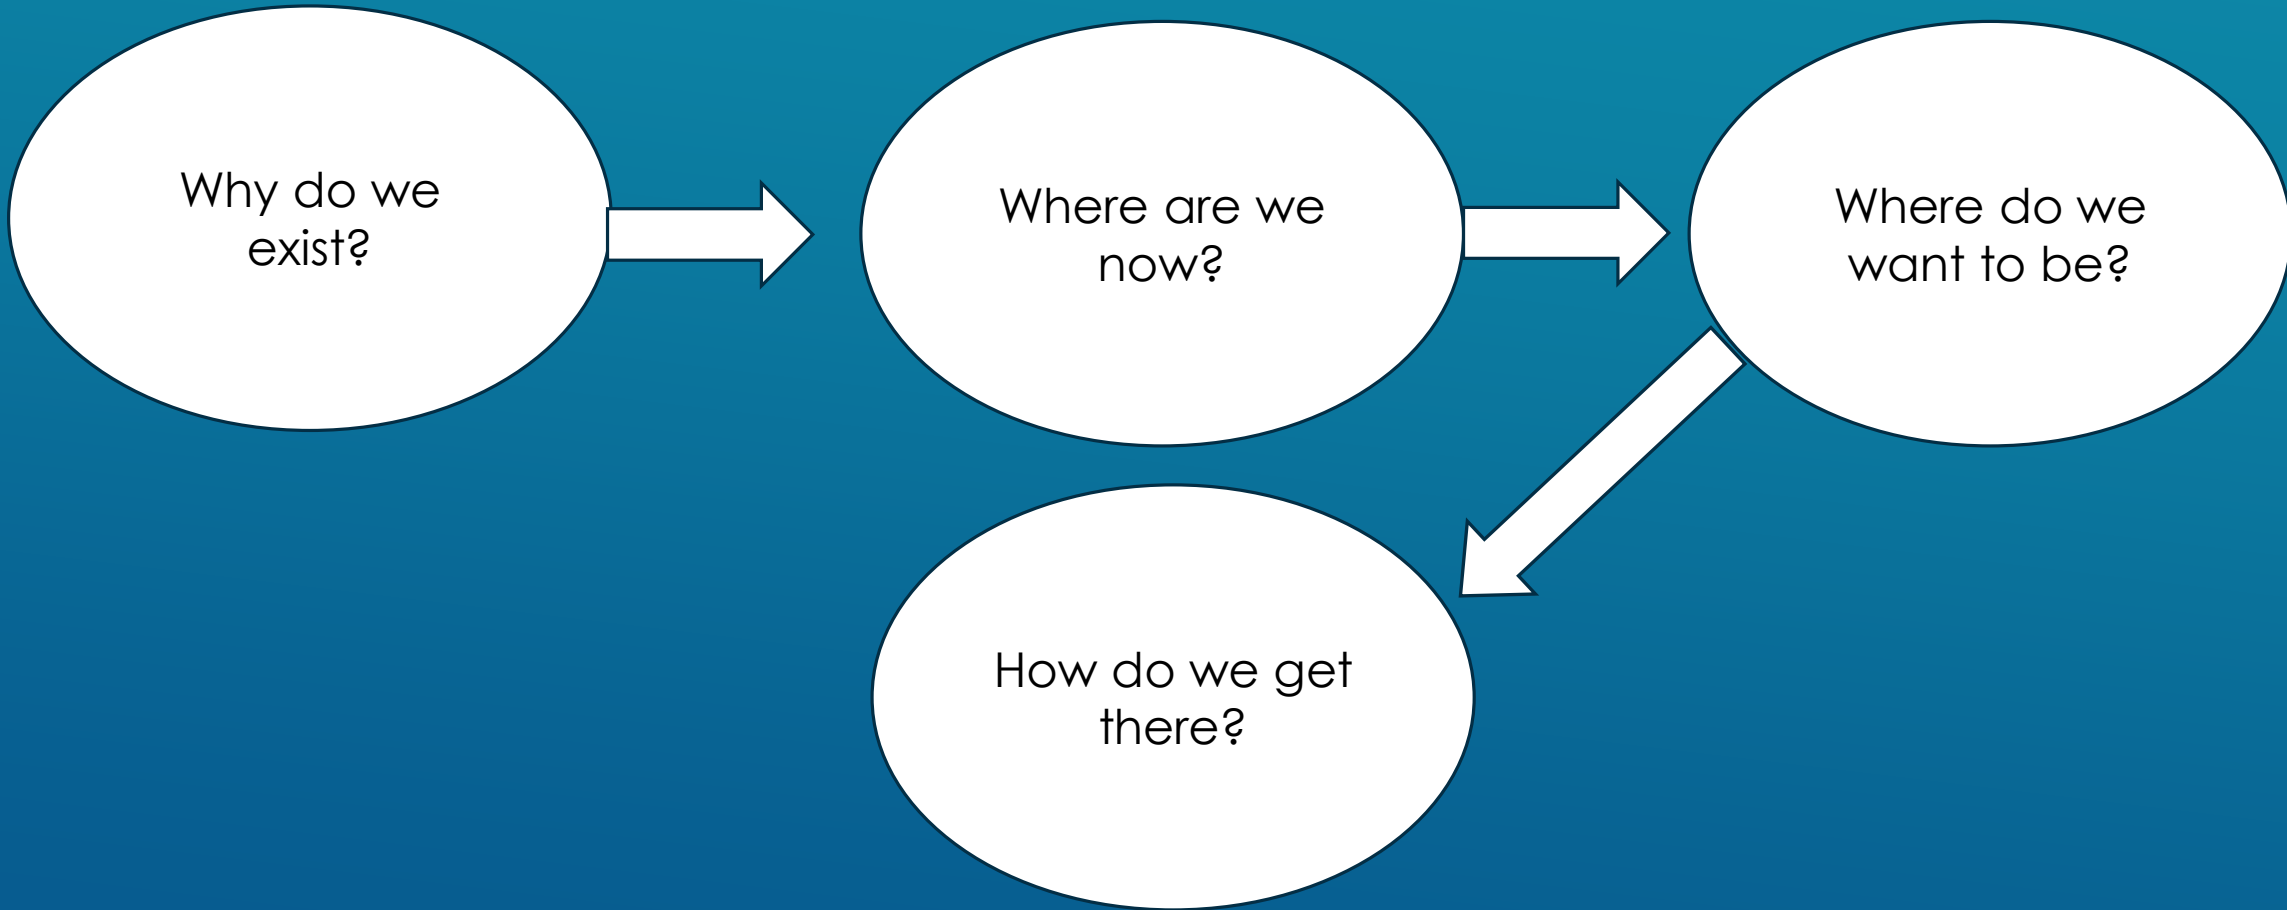 Why do we
exist?
Where are we
now?
Where do we
want to be?
How do we get
there?